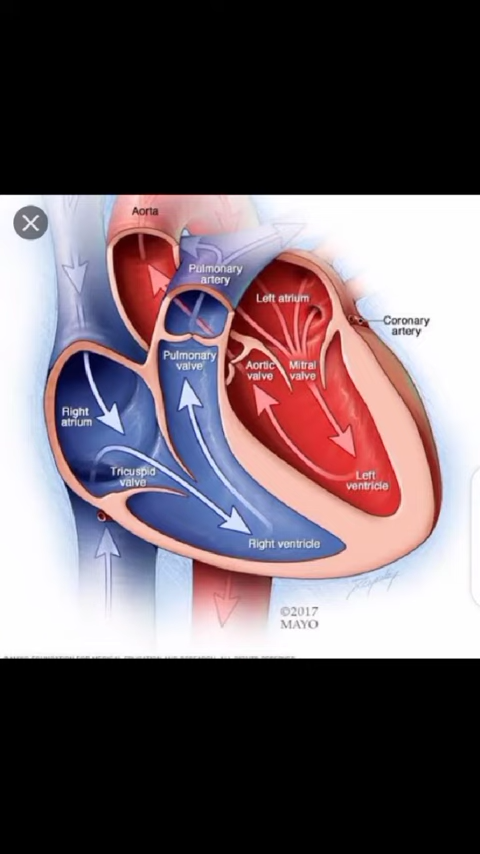 Aorta
Pulmonary
artery
Left atrium
Coronary
artery
Pulmonary
valve
Aortic
valve
Mitral
valve
Right
atrium
Tricuspid
valve
Left
ventricle
Right ventricle
©2017
MAYO